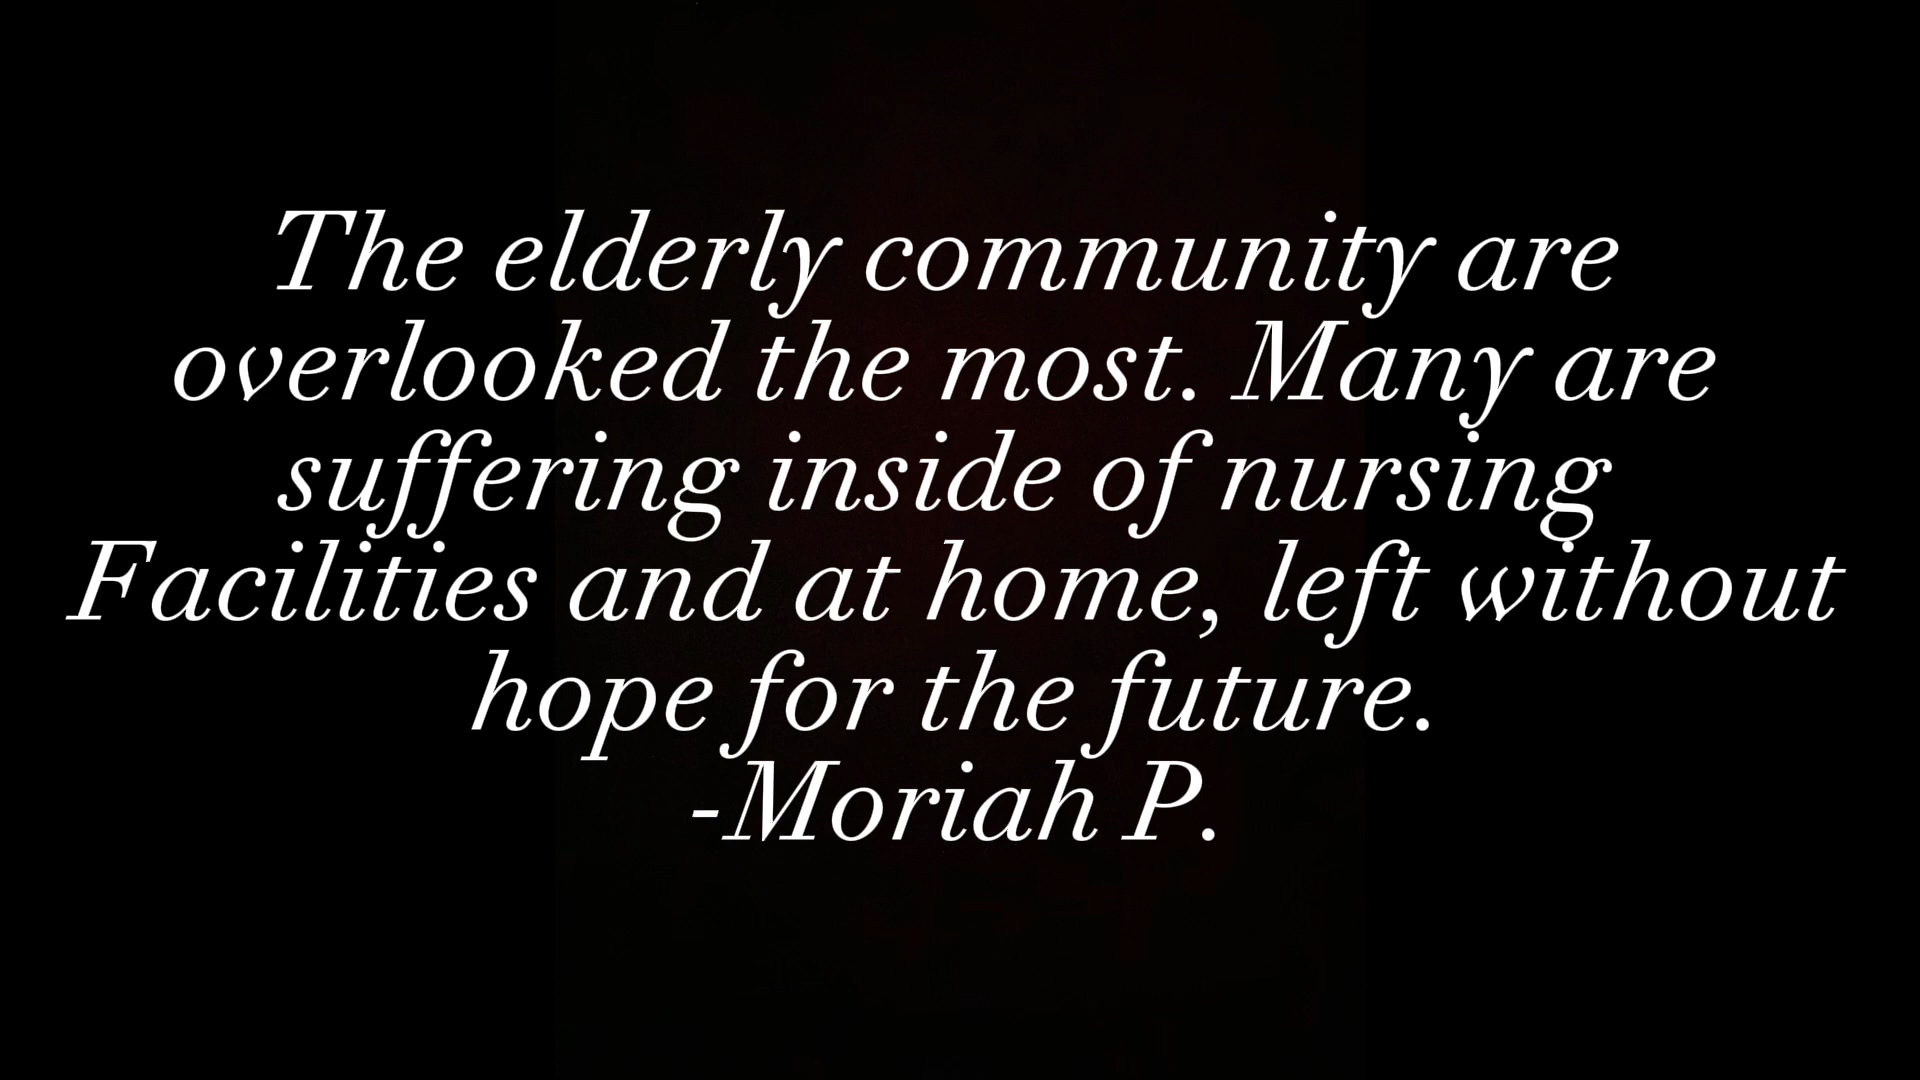 The elderly community are
overlooked the most. Many are
suffering inside of nursing
Facilities and at home, left without
hope for the future.
-Moriah P.